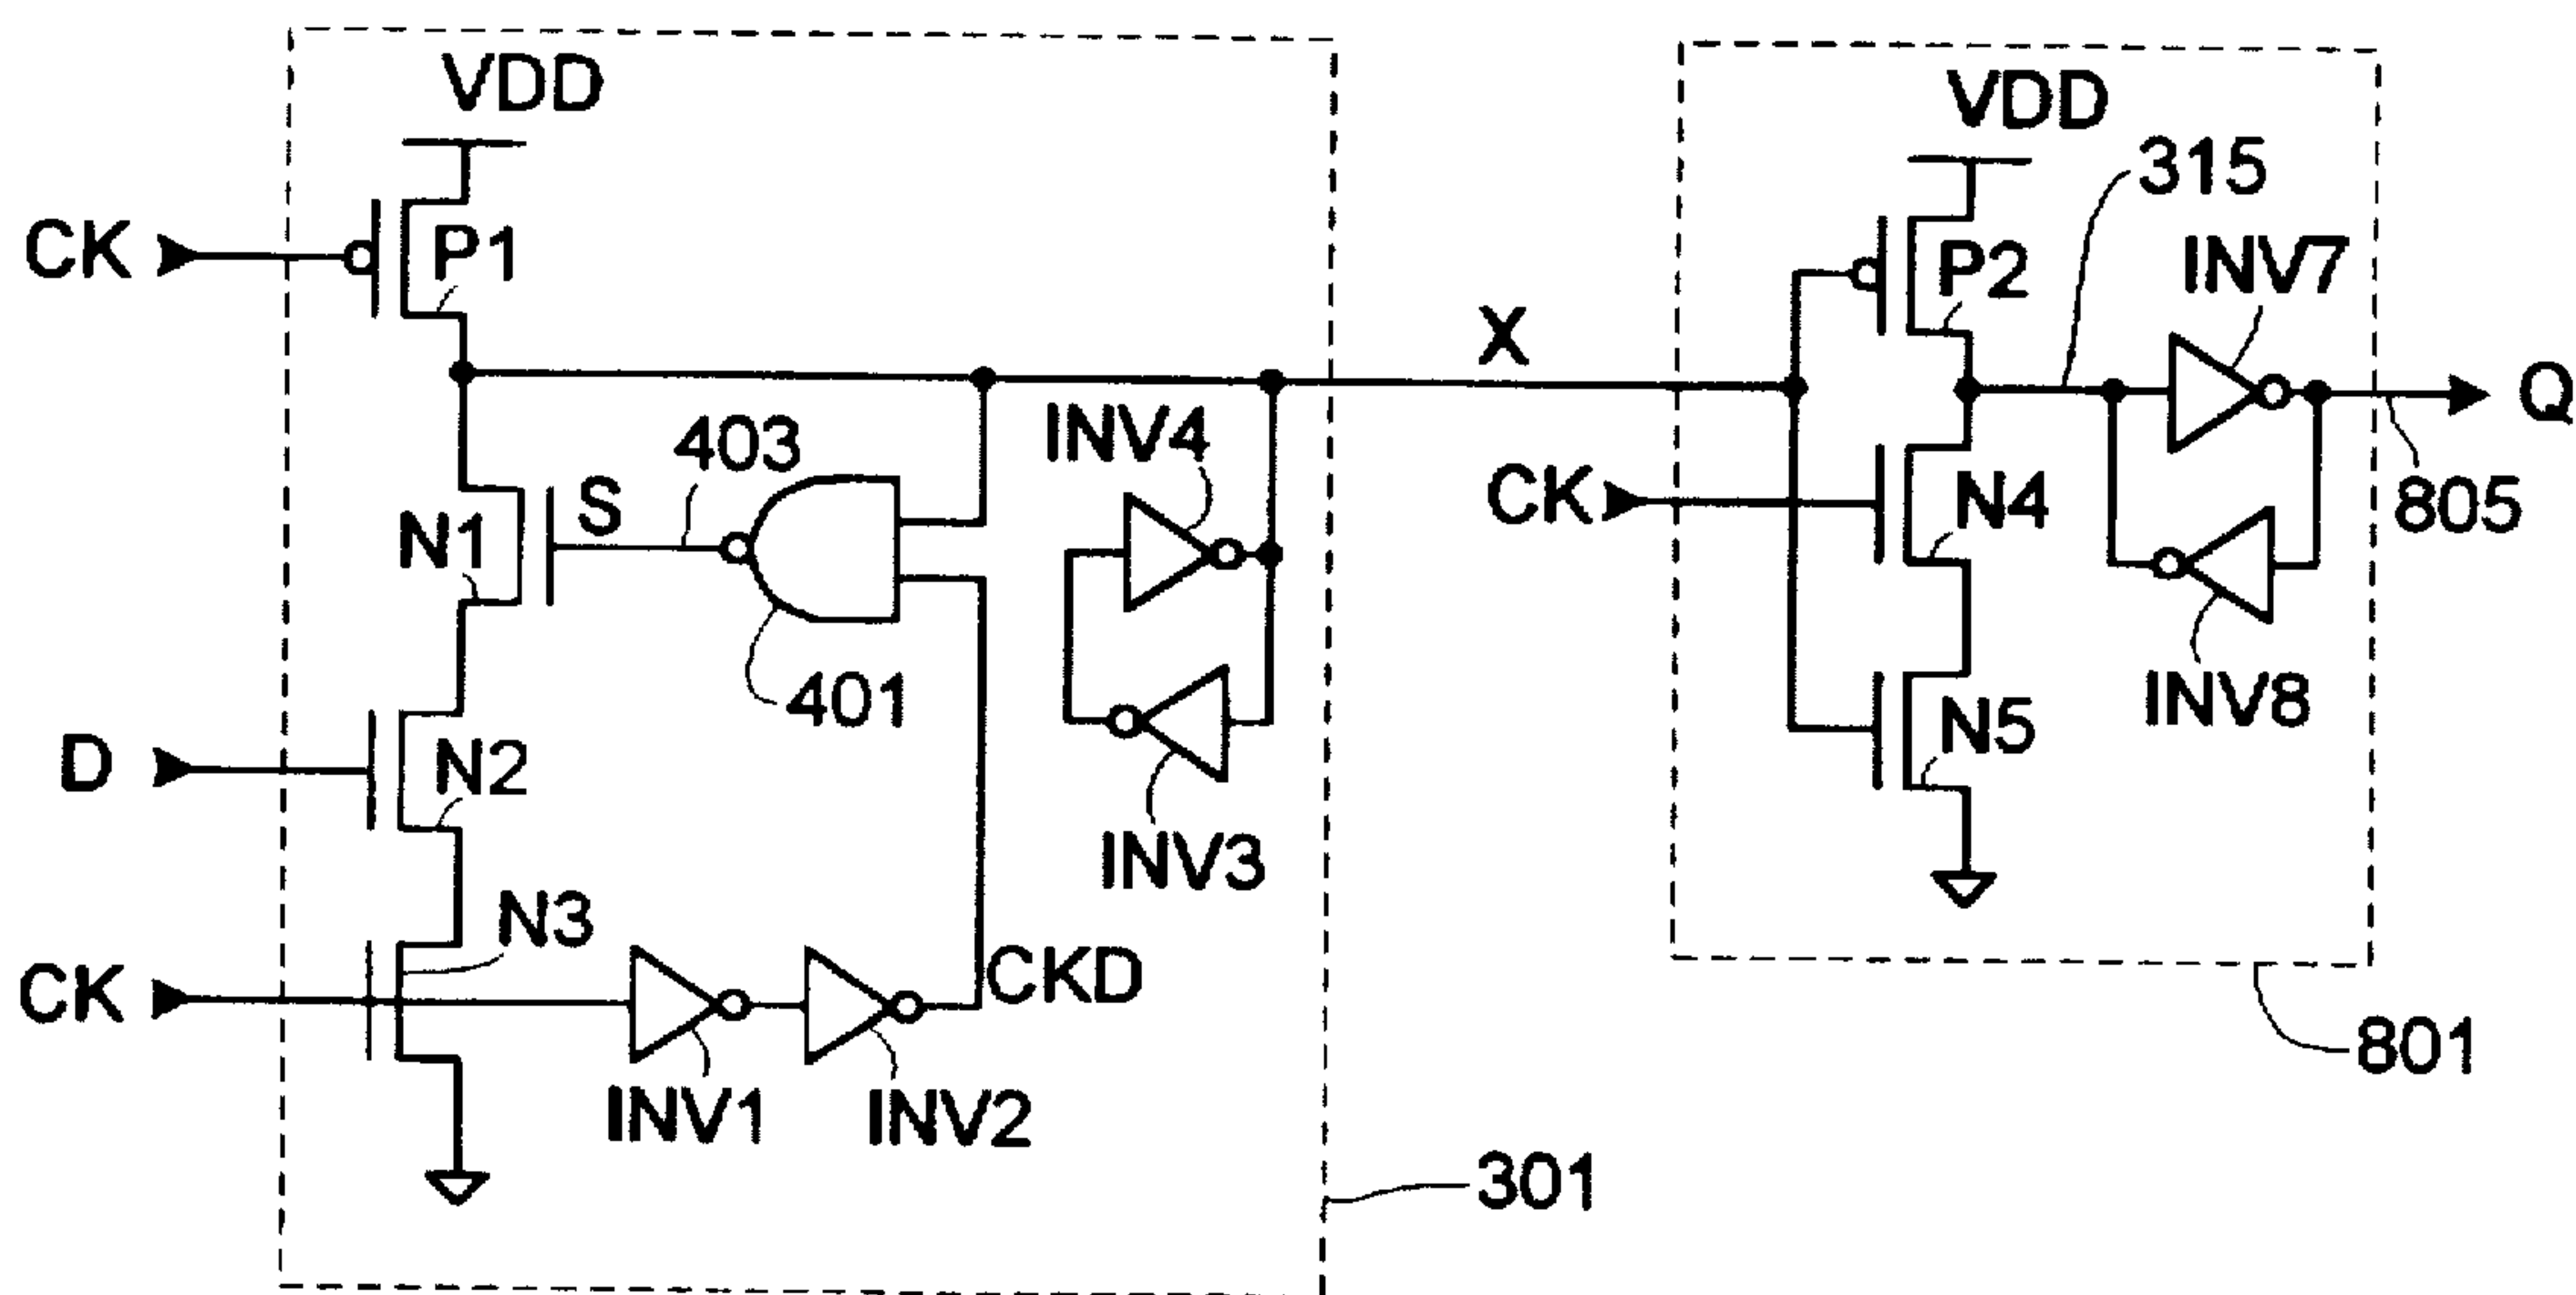 VDD
VDD
315
CK
P1
P2
INV7
X
Q
INV4
403
S
N1
CK
N4
805
401
D
N2
INV3
N5
INV8
N3
CK
CKD
801
INV1
INV2
301